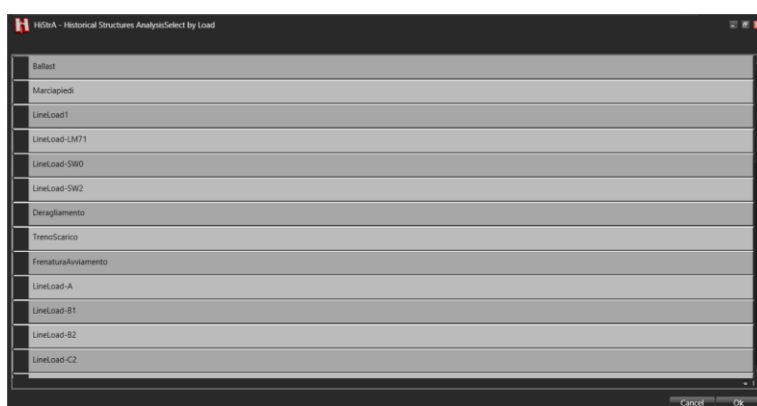 HiStrA - Historical Structures AnalysisSelect by Load
Ballast
Marciapiedi
LineLoad1
LineLoad-LM71
LineLoad-SW0
LineLoad-SW2
Deragliamento
TrenoScarico
FrenaturaAvviamento
LineLoad-A
LineLoad-B1
LineLoad-B2
LineLoad-C2
Cancel Ok